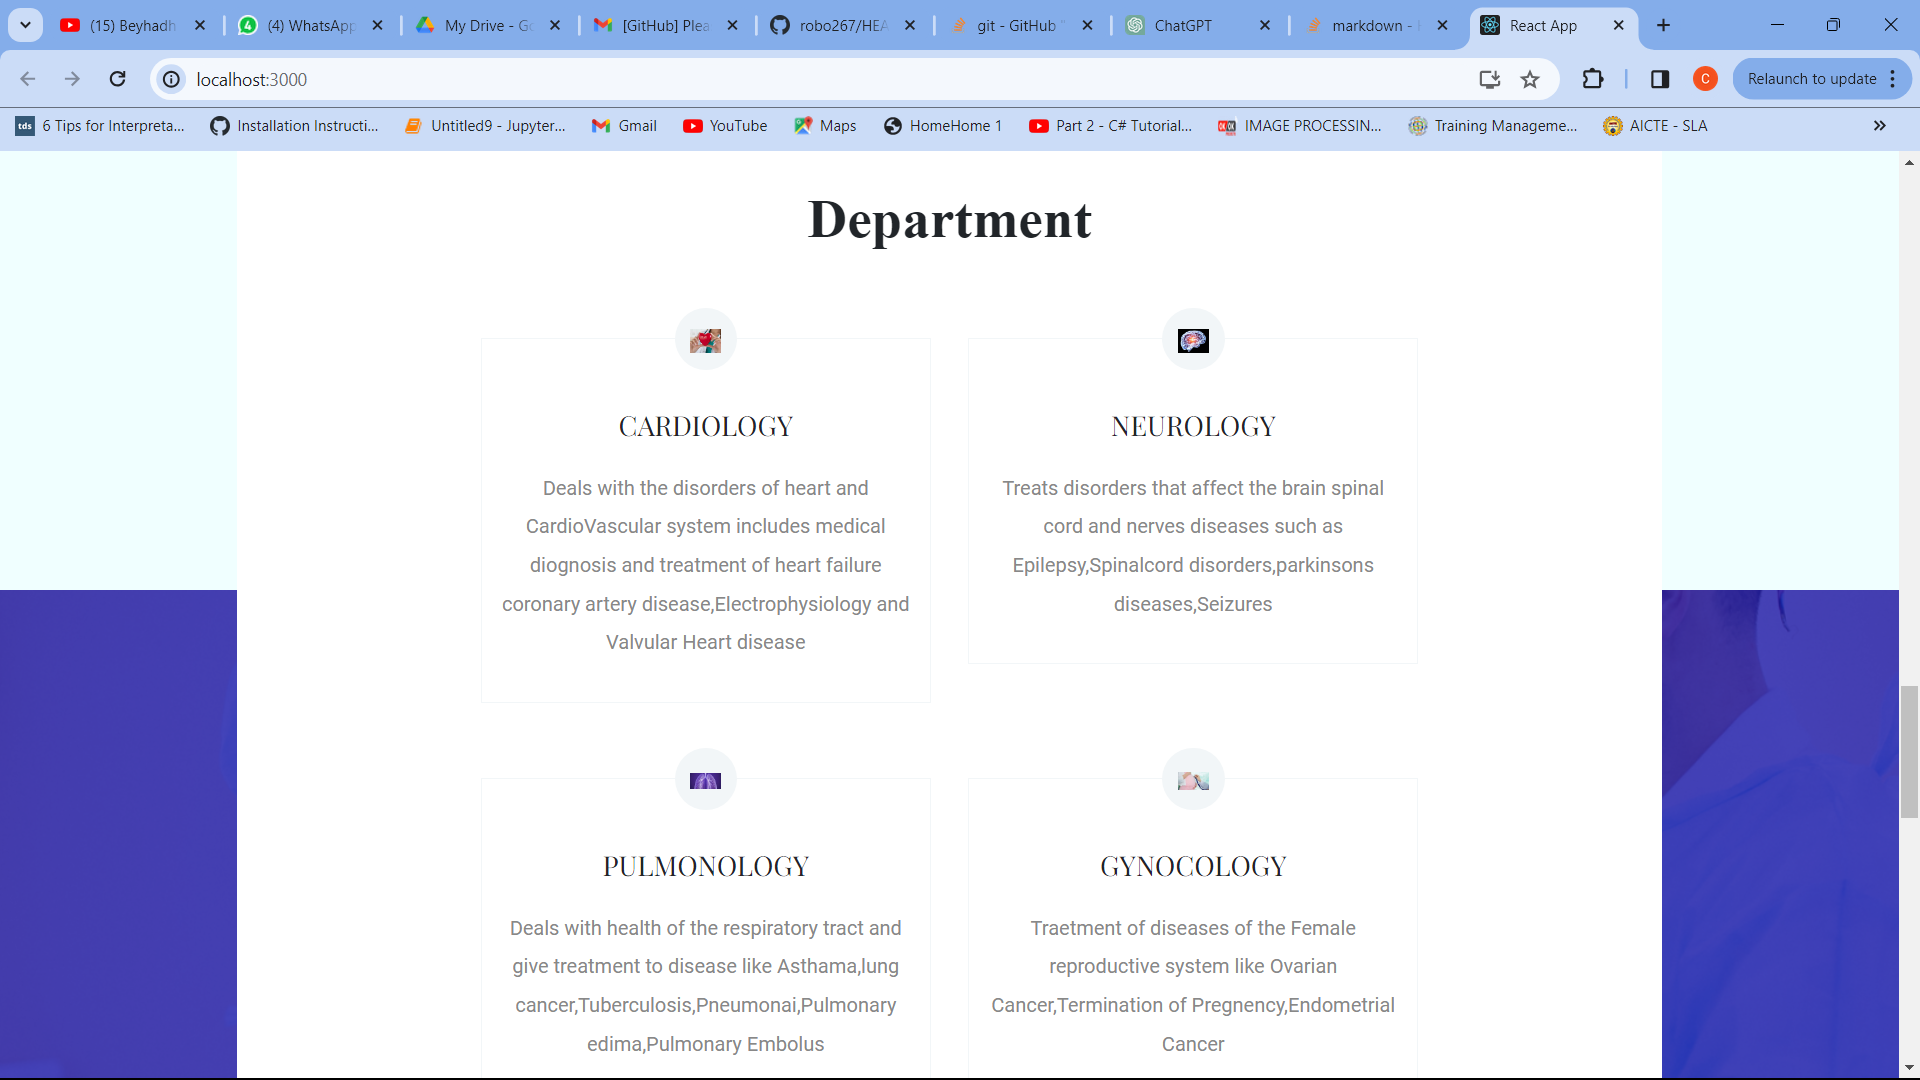 (15) Beyhadh
(4) WhatsApp
My Drive - Go
[GitHub] Plea
robo267/HEA
git - GitHub "
ChatGPT
markdown - H
React App
localhost:3000
C
Relaunch to update
tds
6 Tips for Interpreta...
Installation Instructi...
Untitled9 - Jupyter...
Gmail
YouTube
Maps
HomeHome 1
Part 2 - C# Tutorial...
IMAGE PROCESSIN...
Training Manageme...
AICTE - SLA
Department
CARDIOLOGY
Deals with the disorders of heart and
CardioVascular system includes medical
diognosis and treatment of heart failure
coronary artery disease,Electrophysiology and
Valvular Heart disease
NEUROLOGY
Treats disorders that affect the brain spinal
cord and nerves diseases such as
Epilepsy,Spinalcord disorders,parkinsons
diseases,Seizures
PULMONOLOGY
Deals with health of the respiratory tract and
give treatment to disease like Asthama,lung
cancer,Tuberculosis,Pneumonai,Pulmonary
edima,Pulmonary Embolus
GYNOCOLOGY
Traetment of diseases of the Female
reproductive system like Ovarian
Cancer,Termination of Pregnency,Endometrial
Cancer